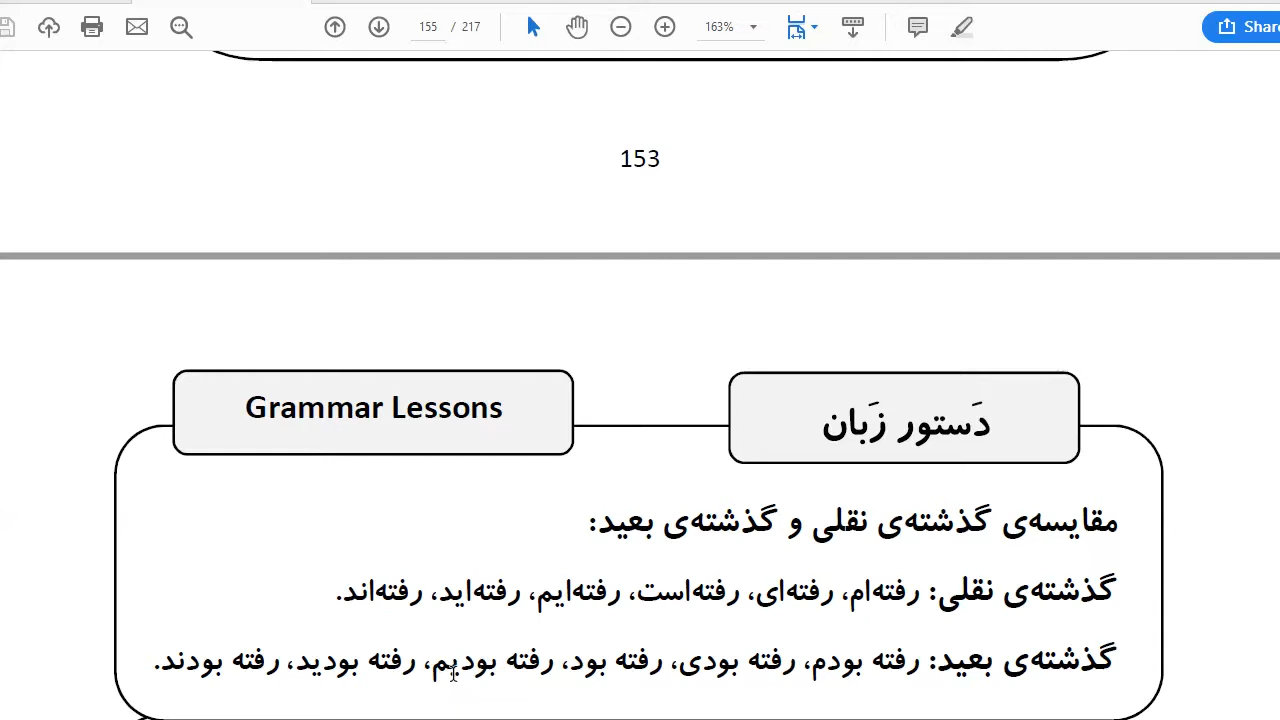 155 / 217
163%
Share
153
Grammar Lessons
دَستور زَبان
مقایسه‌ی گذشته‌ی نقلی و گذشته‌ی بعید:
گذشته‌ی نقلی: رفته‌ام، رفته‌ای، رفته‌است، رفته‌ایم، رفته‌اید، رفته‌اند.
گذشته‌ی بعید: رفته بودم، رفته بودی، رفته بود، رفته بودیم، رفته بودید، رفته بودند.